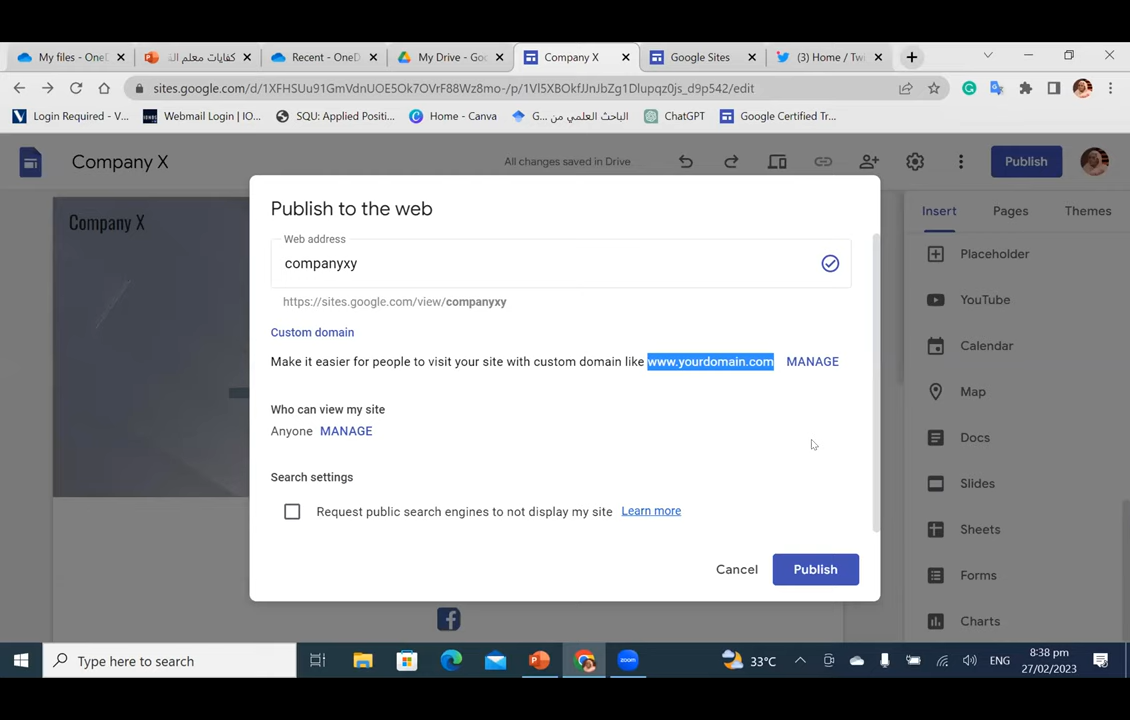 My files - OneD
كفايات معلم الق
Recent - OneD
My Drive - Goo
Company X
Google Sites
(3) Home / Twi
sites.google.com/d/1XFHSUu91GmVdnUOE5Ok7OVrF88Wz8mo-/p/1Vl5XBOkfJJnJbZg1Dlupqz0js_d9p542/edit
Login Required - V...
Webmail Login | IO...
SQU: Applied Positi...
Home - Canva
الباحث العلمي من G...
ChatGPT
Google Certified Tr...
Company X
All changes saved in Drive
Publish
Company X
Publish to the web
Web address
companyxy
https://sites.google.com/view/companyxy
Custom domain
Make it easier for people to visit your site with custom domain like www.yourdomain.com MANAGE
Who can view my site
Anyone MANAGE
Search settings
Request public search engines to not display my site Learn more
Cancel
Publish
Insert
Pages
Themes
Placeholder
YouTube
Calendar
Map
Docs
Slides
Sheets
Forms
Charts
Type here to search
zoom
33°C
ENG
8:38 pm
27/02/2023